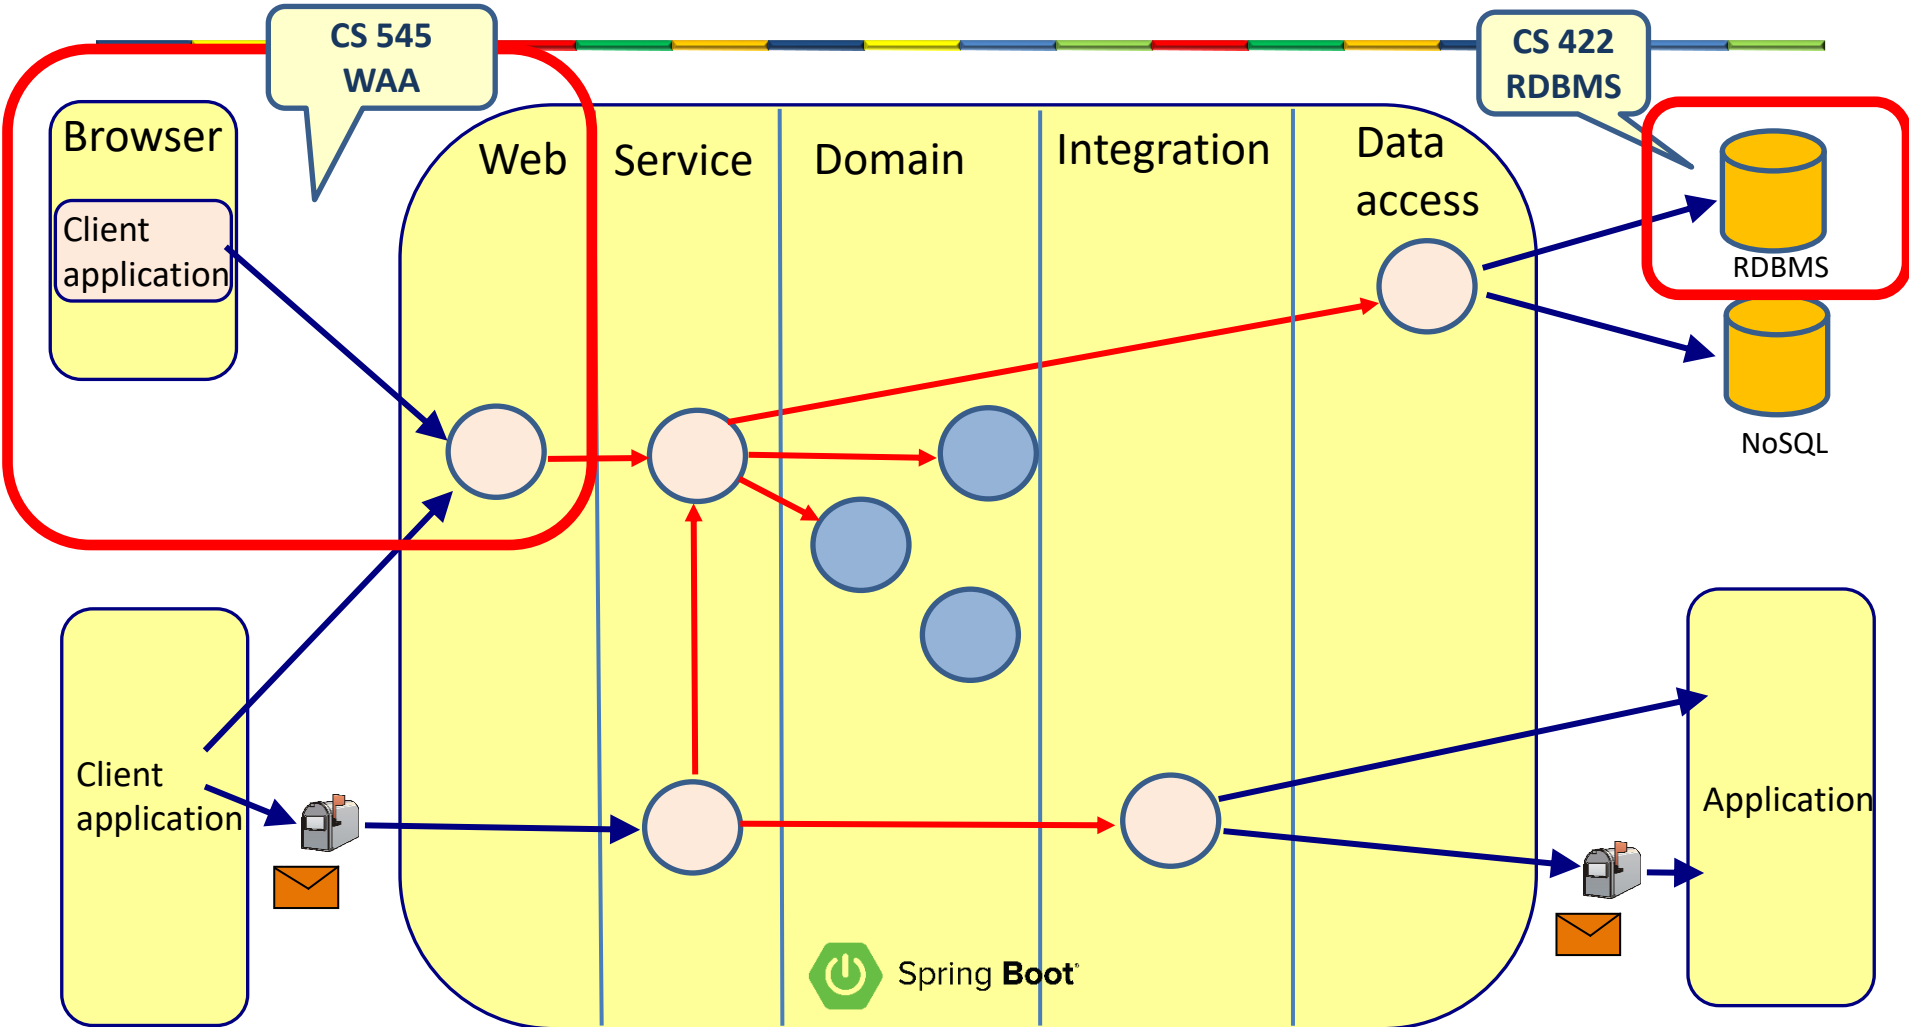 CS 545
WAA
CS 422
RDBMS
Browser
Client
application
Web
Service
Domain
Integration
Data
access
RDBMS
NoSQL
Client
application
Application
Spring Boot